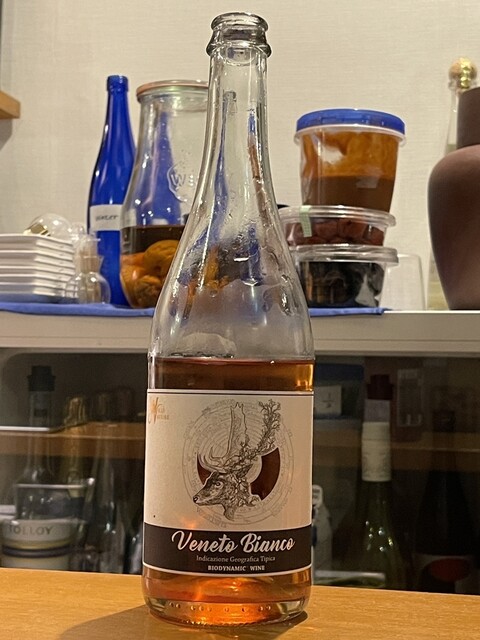 Veneto Bianco
Indicazione Geografica Tipica
BIODYNAMIC WINE